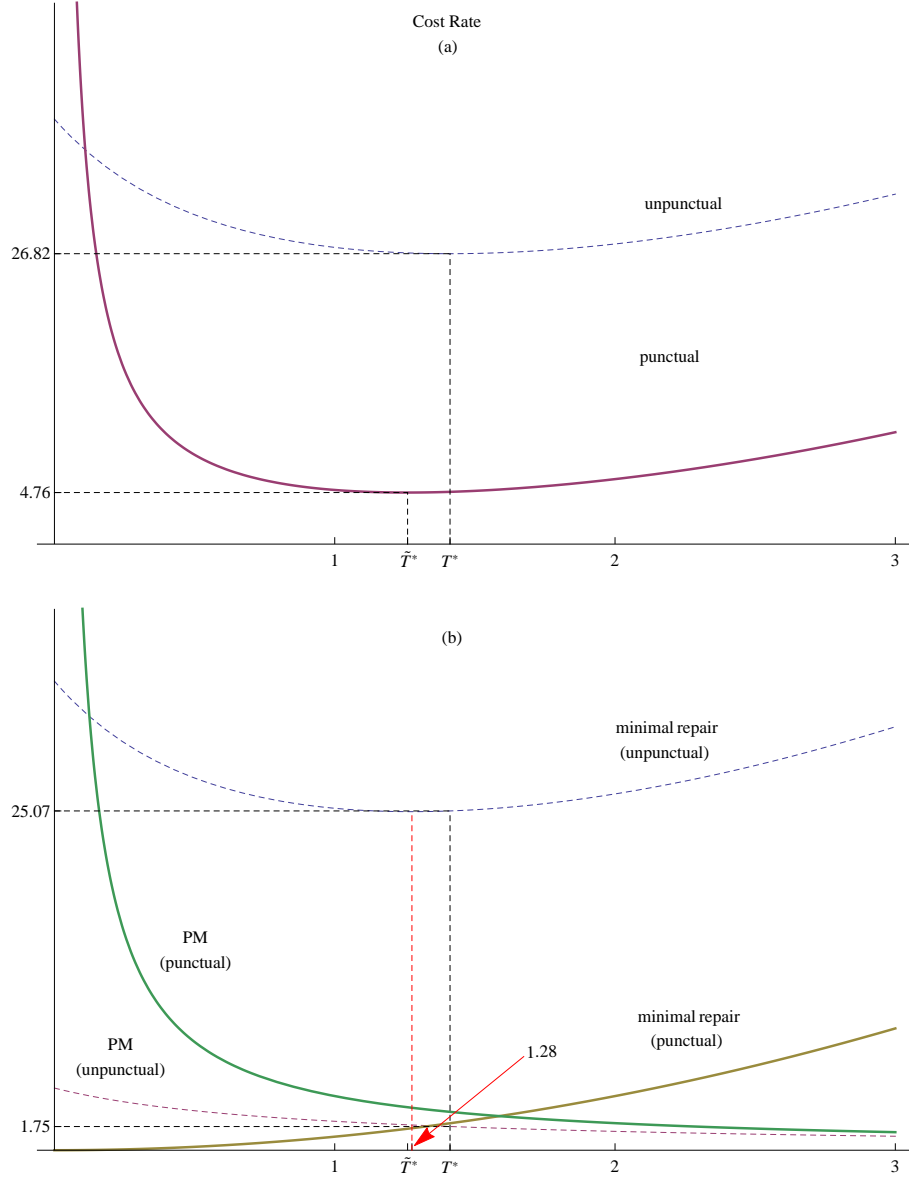 Cost Rate
(a)
unpunctual
26.82
punctual
4.76
1 T̃* T* 2 3
(b)
minimal repair
(unpunctual)
25.07
PM
(punctual)
minimal repair
(punctual)
PM
(unpunctual)
1.28
1.75
1 T̃* T* 2 3